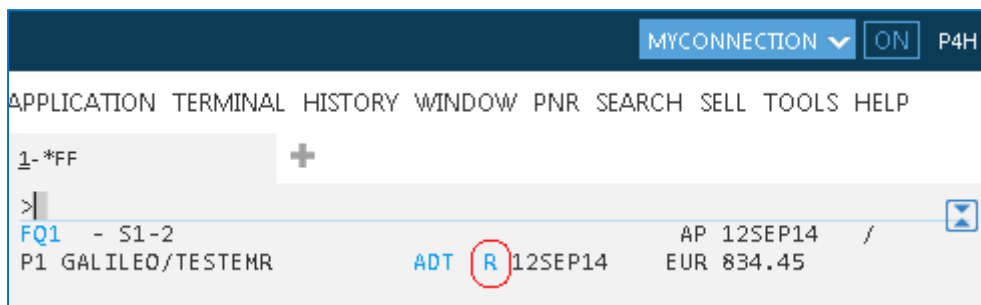 MYCONNECTION ON P4H
APPLICATION TERMINAL HISTORY WINDOW PNR SEARCH SELL TOOLS HELP
1-*FF
>
FQ1 - S1-2 AP 12SEP14 /
P1 GALILEO/TESTEMR ADT R 12SEP14 EUR 834.45